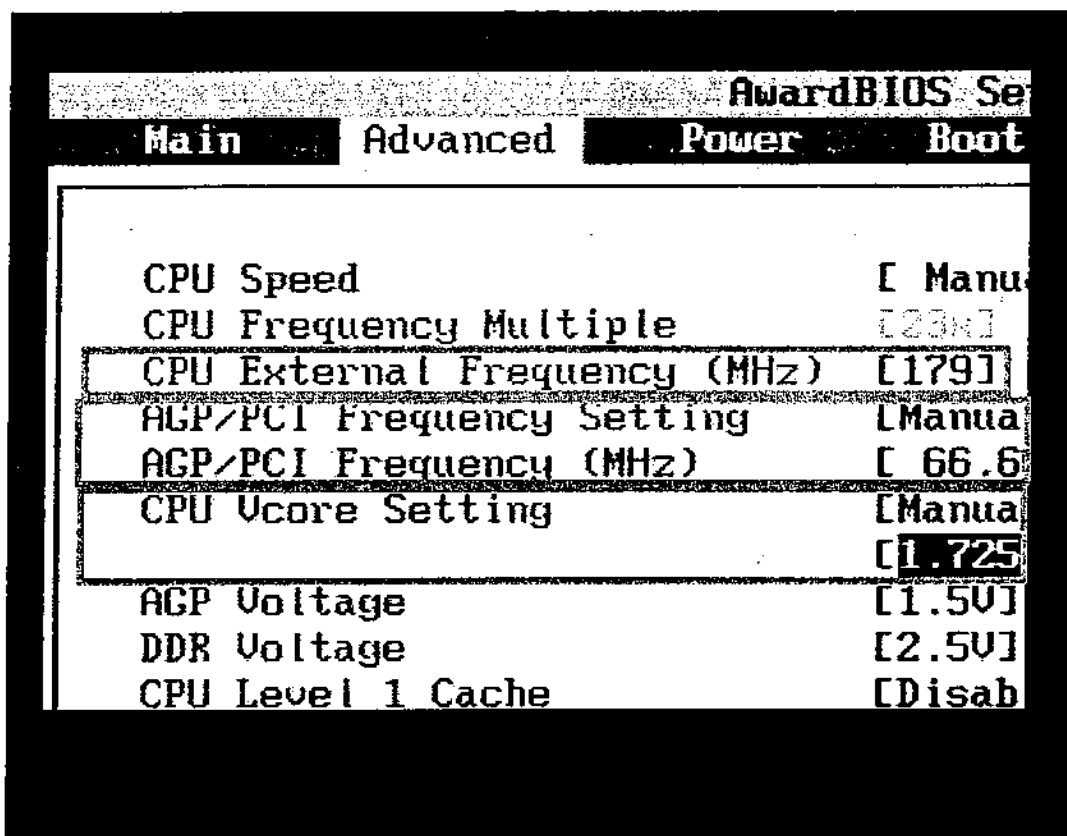 AwardBIOS Se
Main Advanced Power Boot
CPU Speed [ Manua
CPU Frequency Multiple [23x]
CPU External Frequency (MHz) [179]
AGP/PCI Frequency Setting [Manua
AGP/PCI Frequency (MHz) [ 66.6
CPU Vcore Setting [Manua
[1.725
AGP Voltage [1.5V]
DDR Voltage [2.5V]
CPU Level 1 Cache [Disab